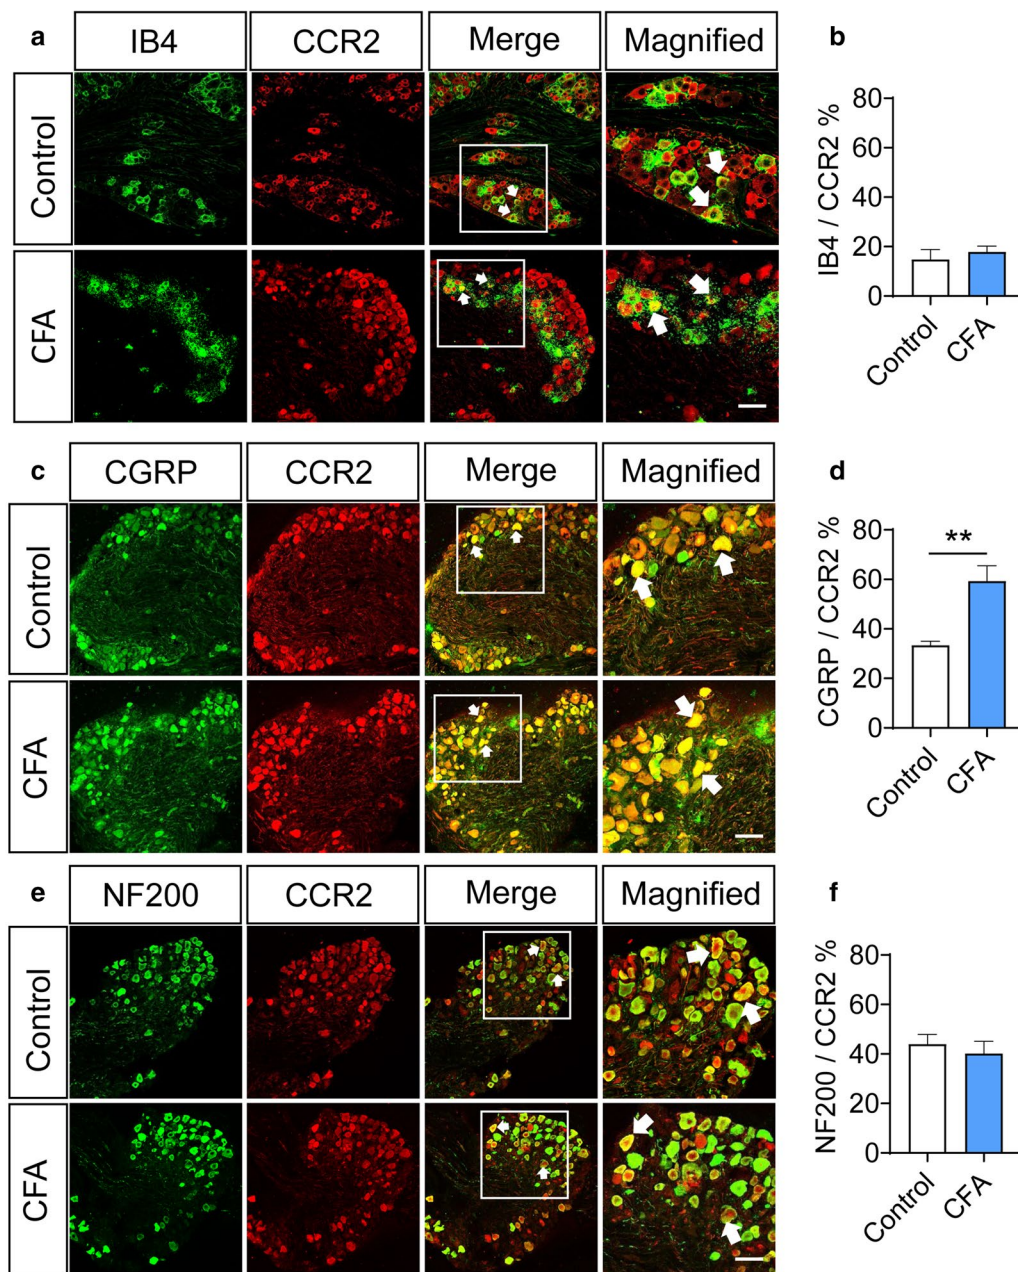 a
IB4
CCR2
Merge
Magnified
b
Control
CFA
IB4 / CCR2 %
80
60
40
20
0
Control
CFA
c
CGRP
CCR2
Merge
Magnified
d
Control
CFA
CGRP / CCR2 %
80
60
40
20
0
**
Control
CFA
e
NF200
CCR2
Merge
Magnified
f
Control
CFA
NF200 / CCR2 %
80
60
40
20
0
Control
CFA